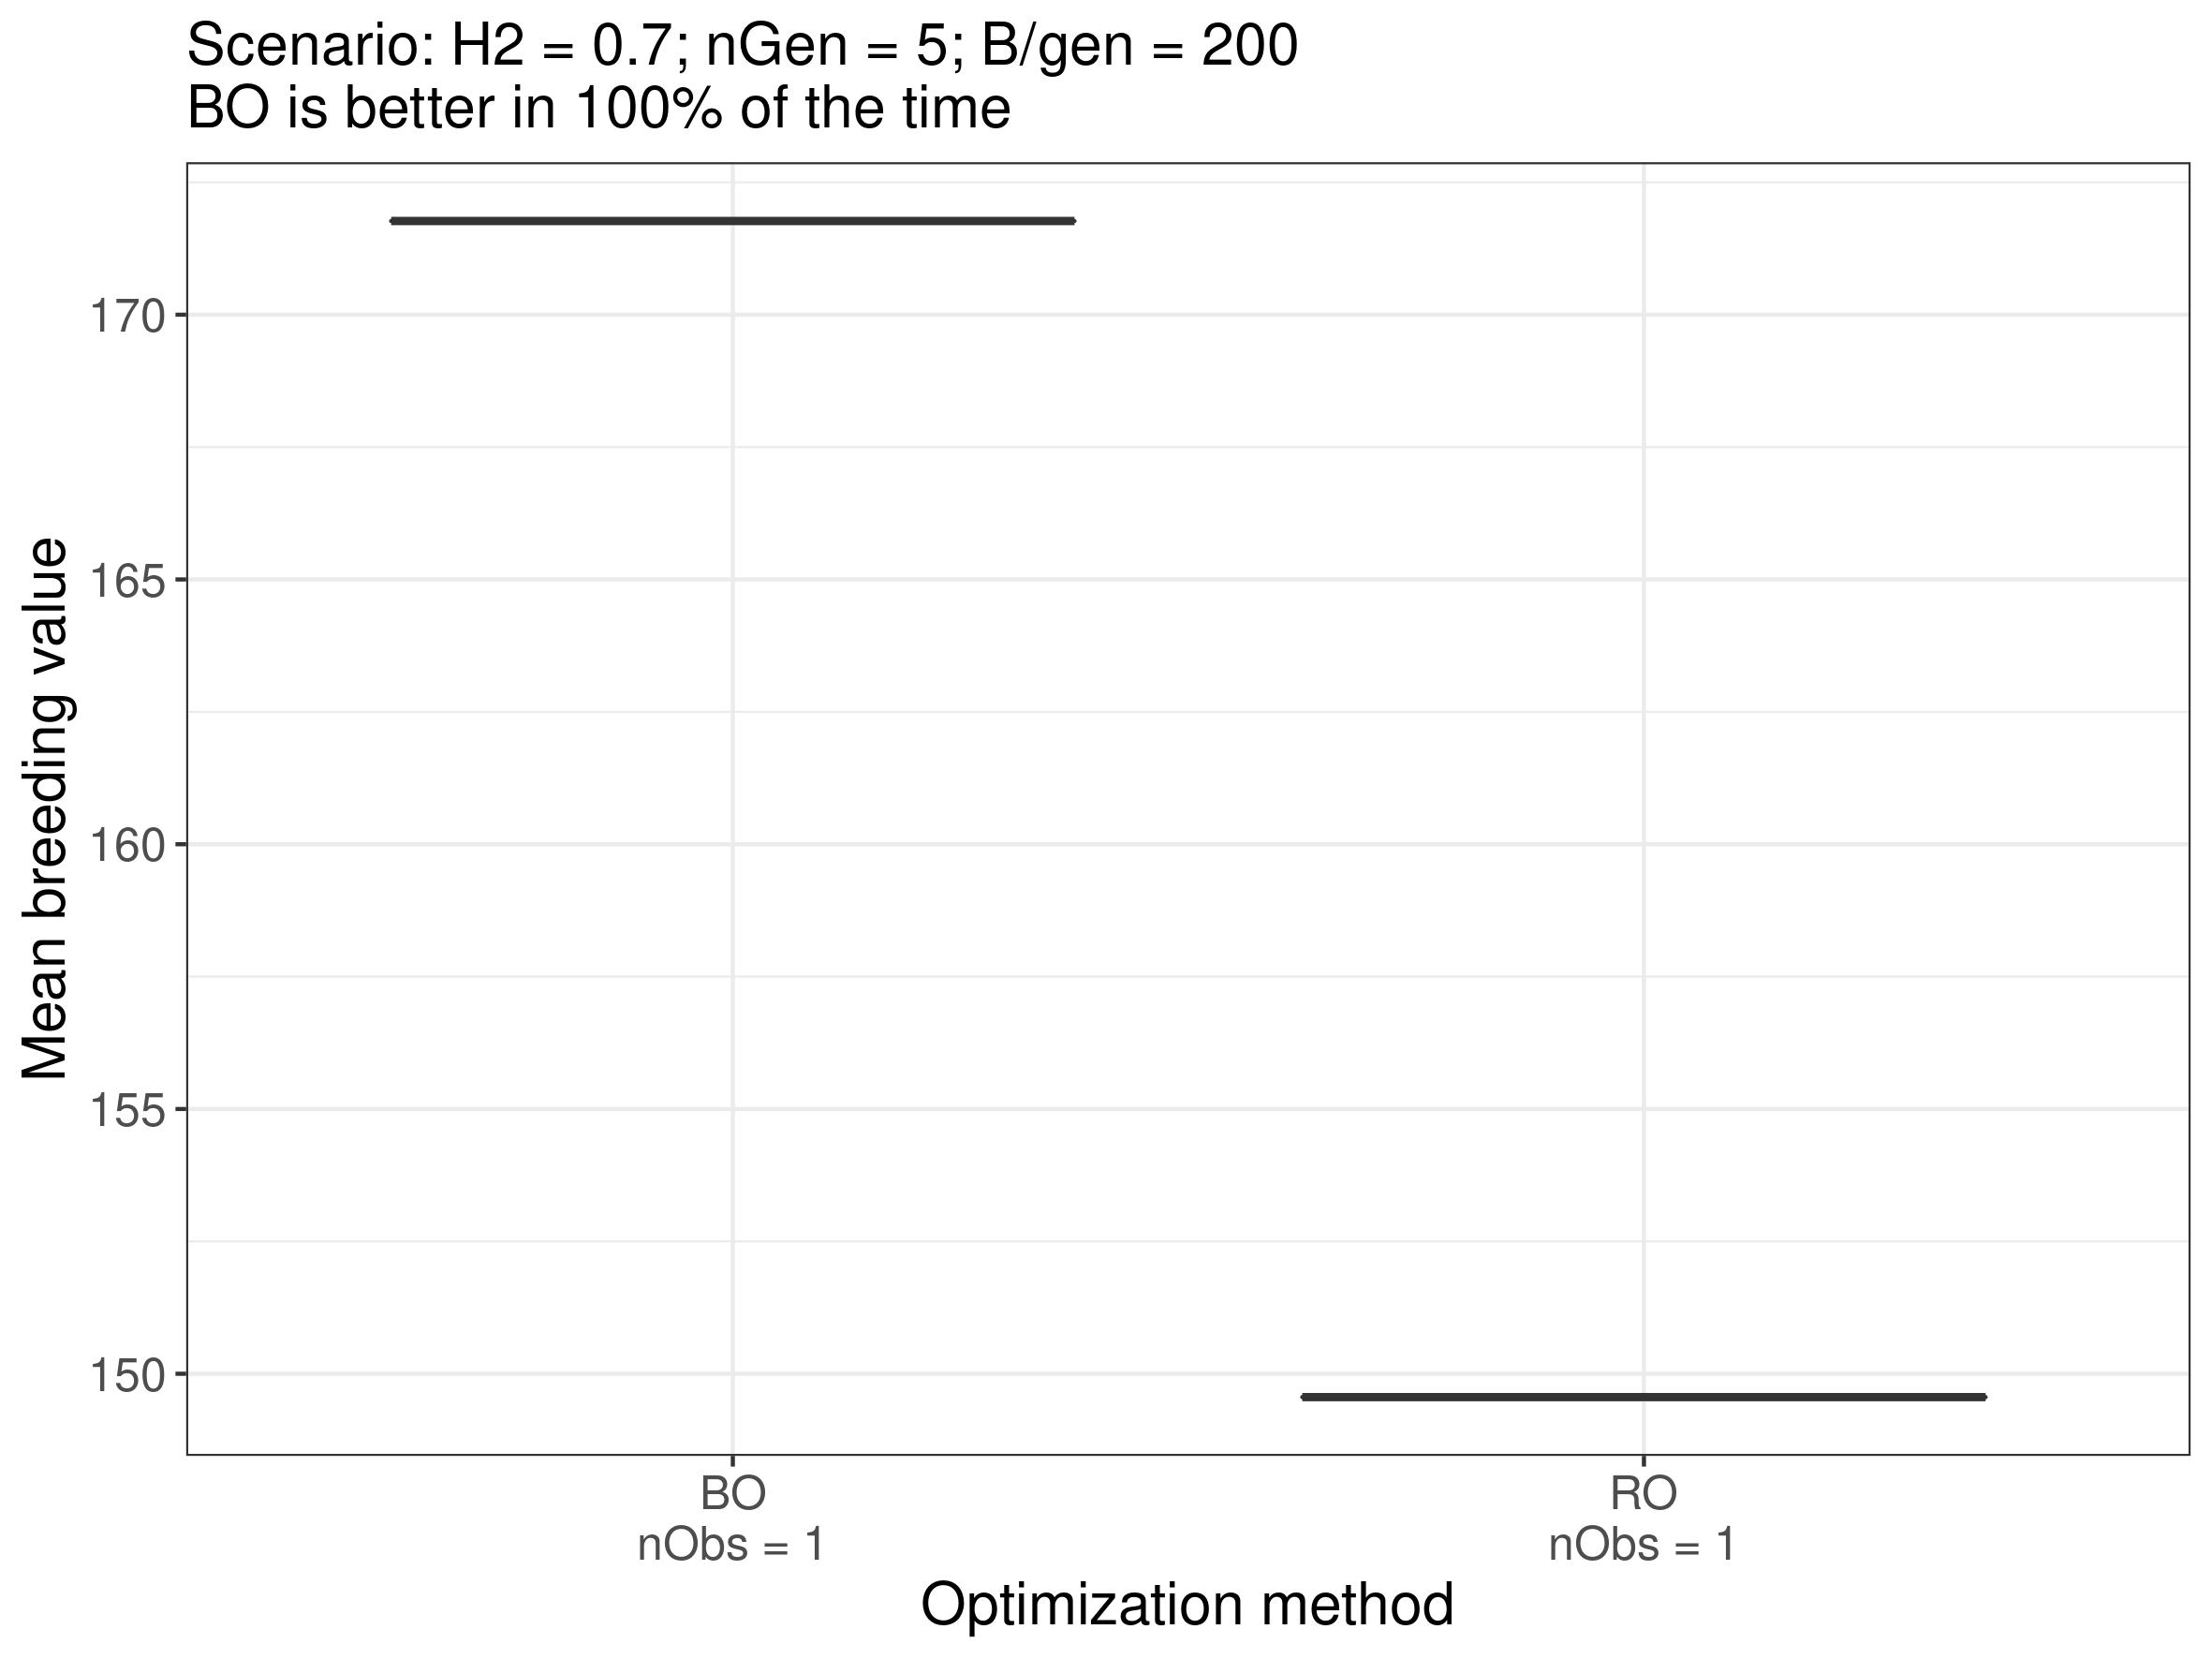 Scenario: H2 = 0.7; nGen = 5; B/gen = 200
BO is better in 100% of the time
Mean breeding value
170
165
160
155
150
BO
nObs = 1
RO
nObs = 1
Optimization method